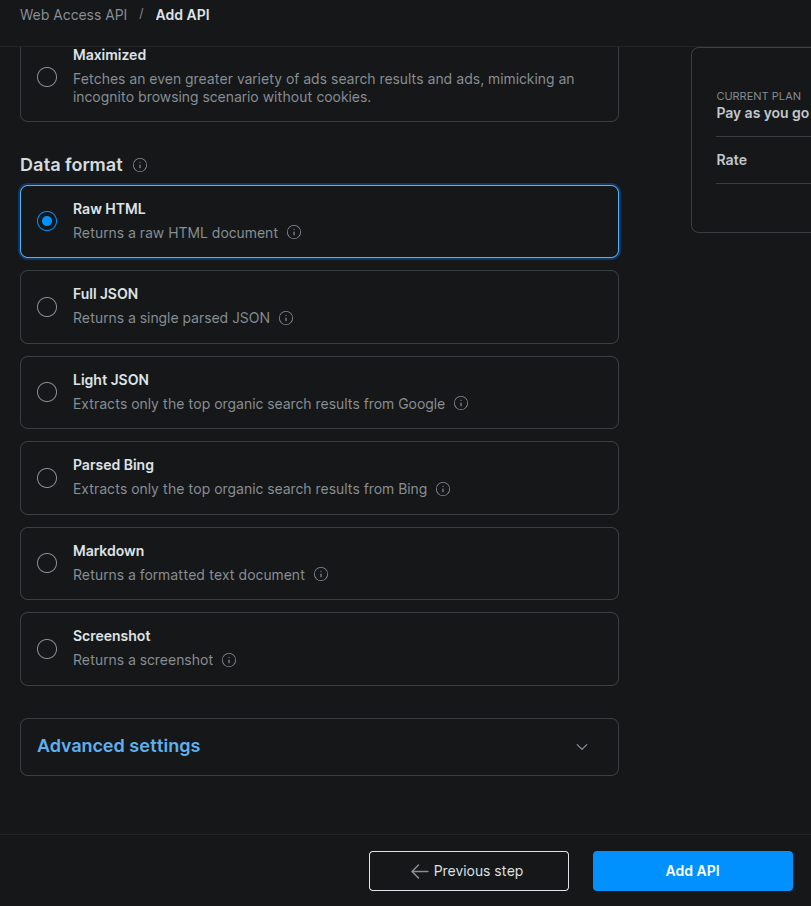 Web Access API / Add API
Maximized
Fetches an even greater variety of ads search results and ads, mimicking an
incognito browsing scenario without cookies.
CURRENT PLAN
Pay as you go
Rate
Data format
Raw HTML
Returns a raw HTML document
Full JSON
Returns a single parsed JSON
Light JSON
Extracts only the top organic search results from Google
Parsed Bing
Extracts only the top organic search results from Bing
Markdown
Returns a formatted text document
Screenshot
Returns a screenshot
Advanced settings
Previous step
Add API